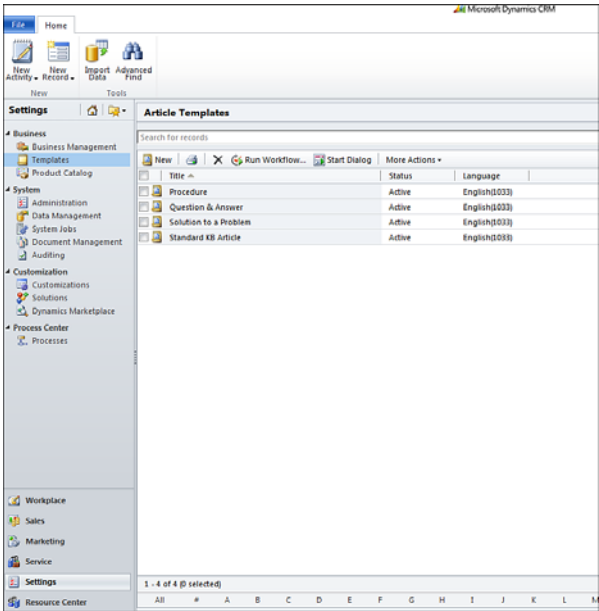 Microsoft Dynamics CRM
File Home
New Activity New Record Import Data Advanced Find
New Tools
Settings
Business
Business Management
Templates
Product Catalog
System
Administration
Data Management
System Jobs
Document Management
Auditing
Customization
Customizations
Solutions
Dynamics Marketplace
Process Center
Processes
Workplace
Sales
Marketing
Service
Settings
Resource Center
Article Templates
Search for records
New Run Workflow... Start Dialog More Actions
Title Status Language
Procedure Active English(1033)
Question & Answer Active English(1033)
Solution to a Problem Active English(1033)
Standard KB Article Active English(1033)
1 - 4 of 4 (0 selected)
All # A B C D E F G H I J K L M